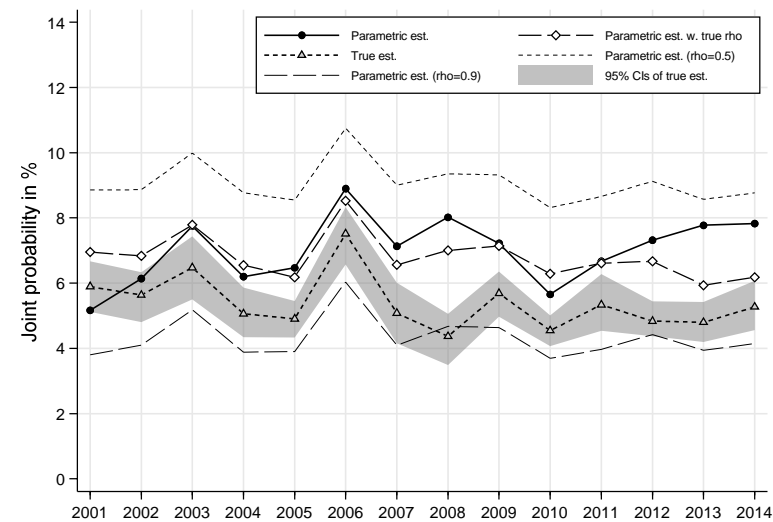 Parametric est.
Parametric est. w. true rho
True est.
Parametric est. (rho=0.5)
Parametric est. (rho=0.9)
95% CIs of true est.
Joint probability in %
14
12
10
8
6
4
2
0
2001 2002 2003 2004 2005 2006 2007 2008 2009 2010 2011 2012 2013 2014